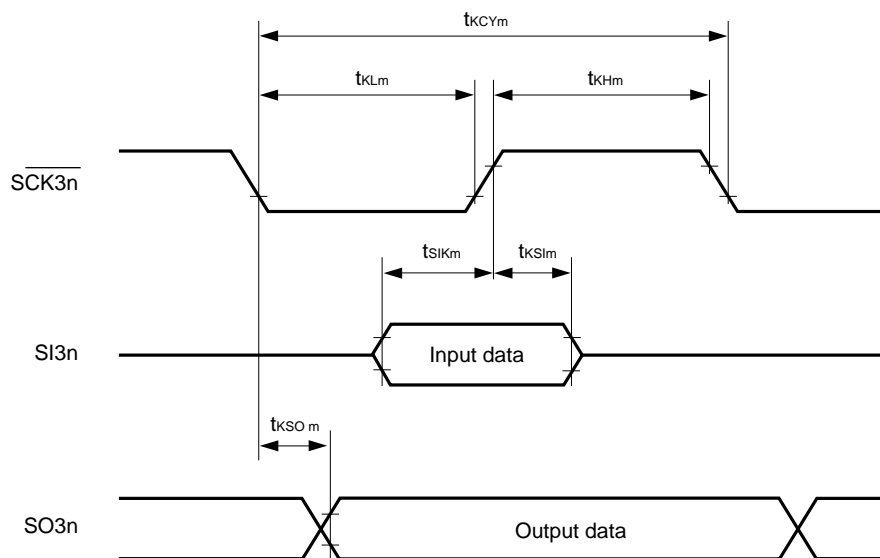 tKCYm
tKLm
tKHm
SCK3n
tSIKm
tKSIm
SI3n
Input data
tKSO m
SO3n
Output data